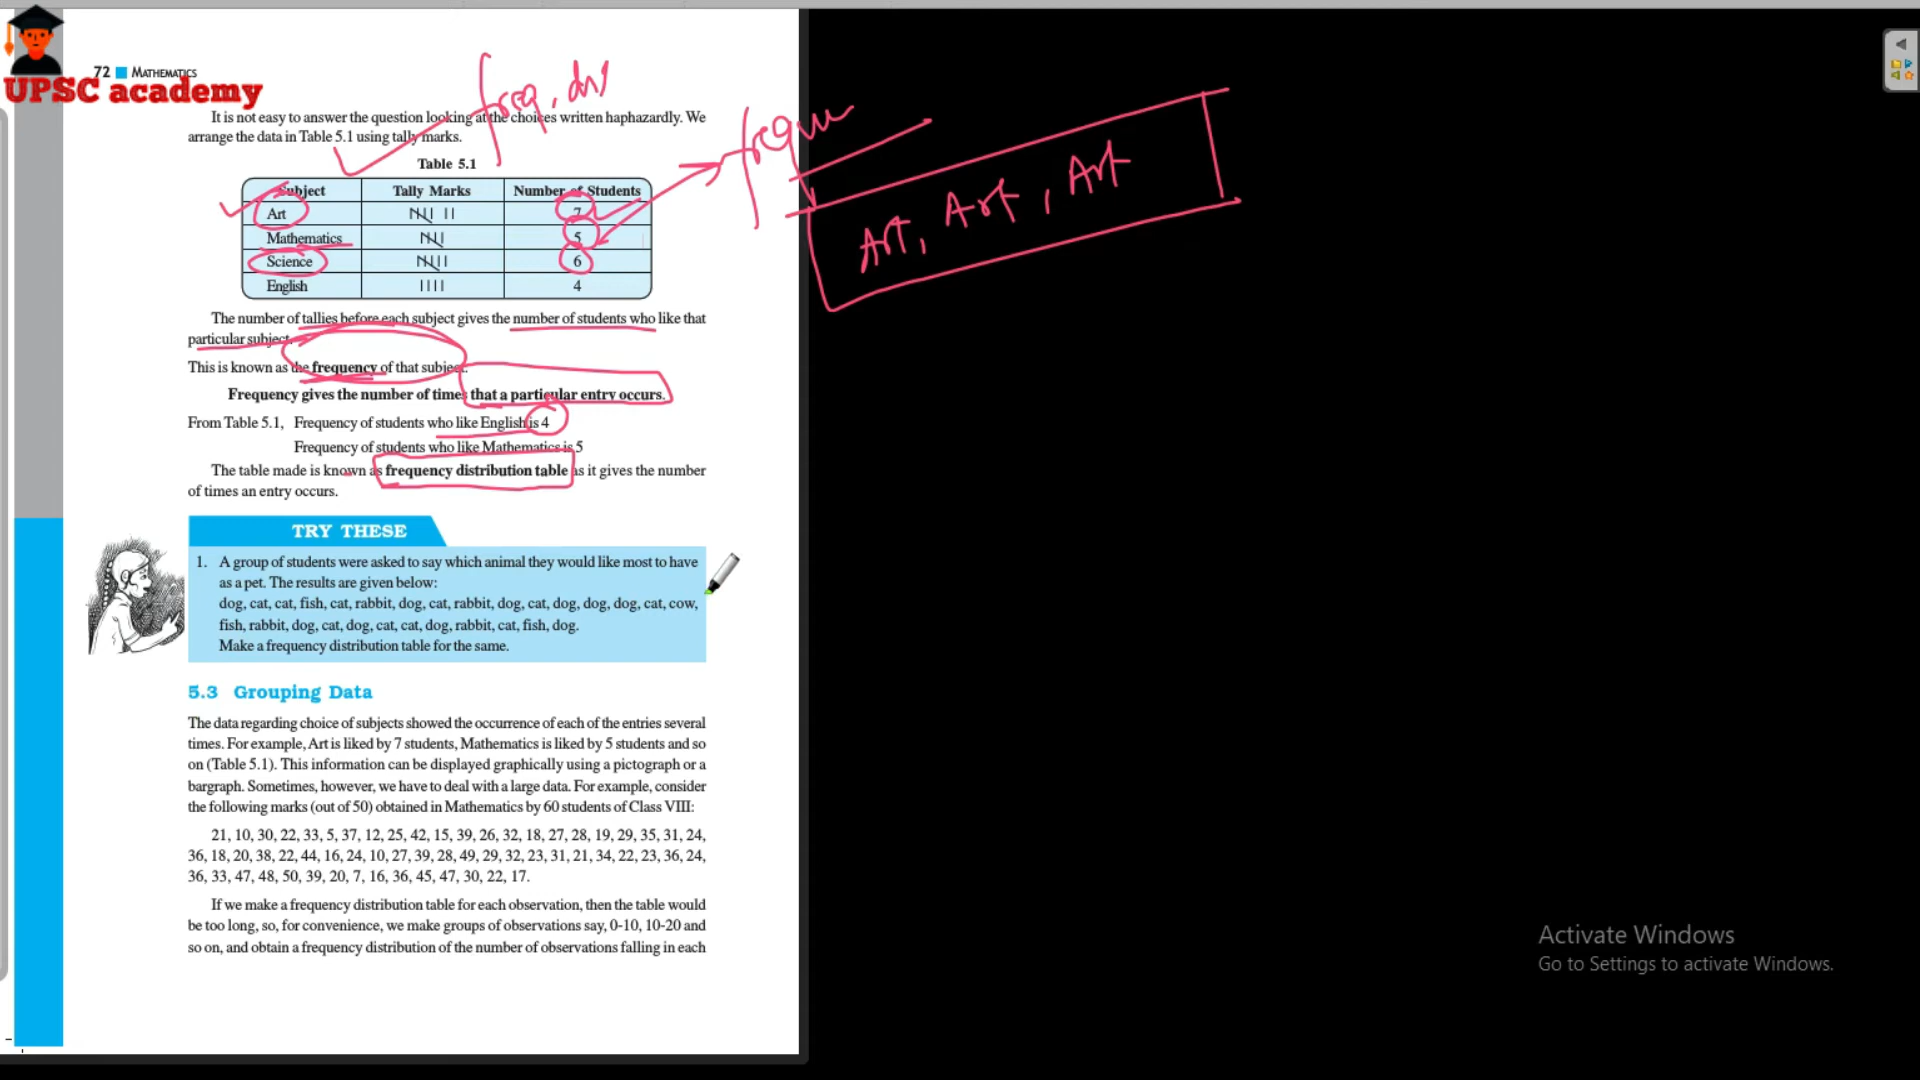 72 MATHEMATICS
UPSC academy
freq. dis
It is not easy to answer the question looking at the choices written haphazardly. We
arrange the data in Table 5.1 using tally marks.
Table 5.1
Subject Tally Marks Number of Students
Art 7
Mathematics 5
Science 6
English 4
Art, Art, Art
The number of tallies before each subject gives the number of students who like that
particular subject.
This is known as the frequency of that subject.
Frequency gives the number of times that a particular entry occurs.
From Table 5.1, Frequency of students who like English is 4
Frequency of students who like Mathematics is 5
The table made is known as frequency distribution table as it gives the number
of times an entry occurs.
TRY THESE
1. A group of students were asked to say which animal they would like most to have
as a pet. The results are given below:
dog, cat, cat, fish, cat, rabbit, dog, cat, rabbit, dog, cat, dog, dog, dog, cat, cow,
fish, rabbit, dog, cat, dog, cat, cat, dog, rabbit, cat, fish, dog.
Make a frequency distribution table for the same.
5.3 Grouping Data
The data regarding choice of subjects showed the occurrence of each of the entries several
times. For example, Art is liked by 7 students, Mathematics is liked by 5 students and so
on (Table 5.1). This information can be displayed graphically using a pictograph or a
bargraph. Sometimes, however, we have to deal with a large data. For example, consider
the following marks (out of 50) obtained in Mathematics by 60 students of Class VIII:
21, 10, 30, 22, 33, 5, 37, 12, 25, 42, 15, 39, 26, 32, 18, 27, 28, 19, 29, 35, 31, 24,
36, 18, 20, 38, 22, 44, 16, 24, 10, 27, 39, 28, 49, 29, 32, 23, 31, 21, 34, 22, 23, 36, 24,
36, 33, 47, 48, 50, 39, 20, 7, 16, 36, 45, 47, 30, 22, 17.
If we make a frequency distribution table for each observation, then the table would
be too long, so, for convenience, we make groups of observations say, 0-10, 10-20 and
so on, and obtain a frequency distribution of the number of observations falling in each
Activate Windows
Go to Settings to activate Windows.